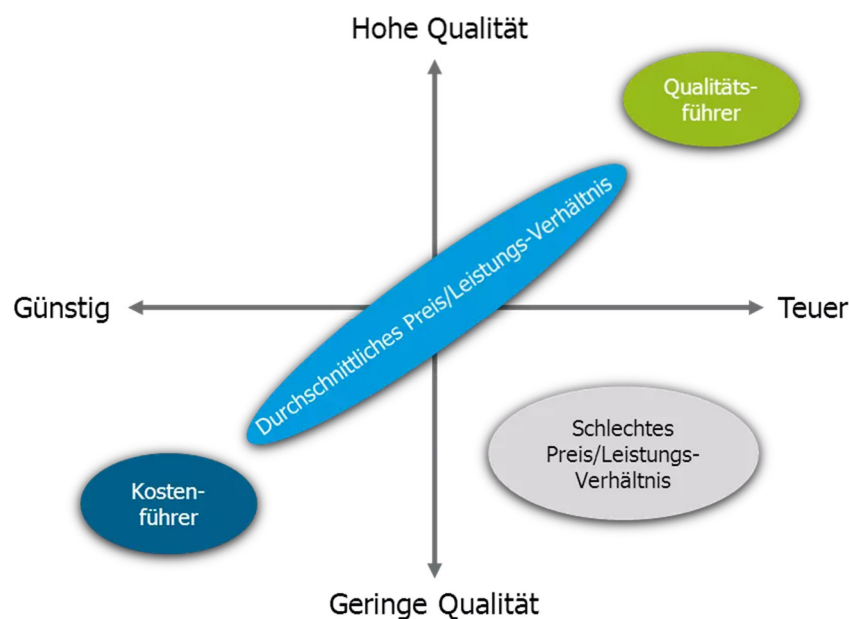 Hohe Qualität
Qualitäts-
führer
Durchschnittliches Preis/Leistungs-Verhältnis
Günstig
Teuer
Schlechtes
Preis/Leistungs-
Verhältnis
Kosten-
führer
Geringe Qualität